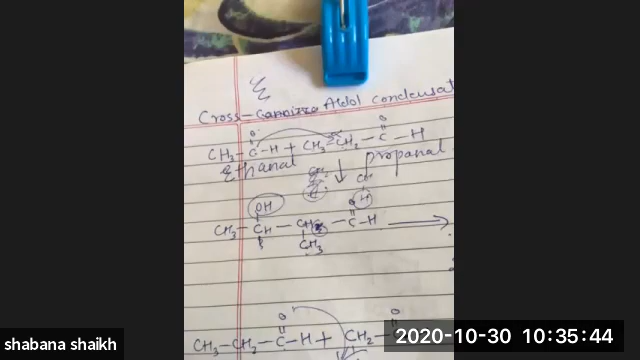 Cross- Aldol condensat
O O
CH3-C-H + CH3-CH2-C-H
Ethanal propanal
OH O
CH3-CH-CH-C-H
CH3
O
CH3-CH2-C-H + CH2-C
shabana shaikh
2020-10-30 10:35:44